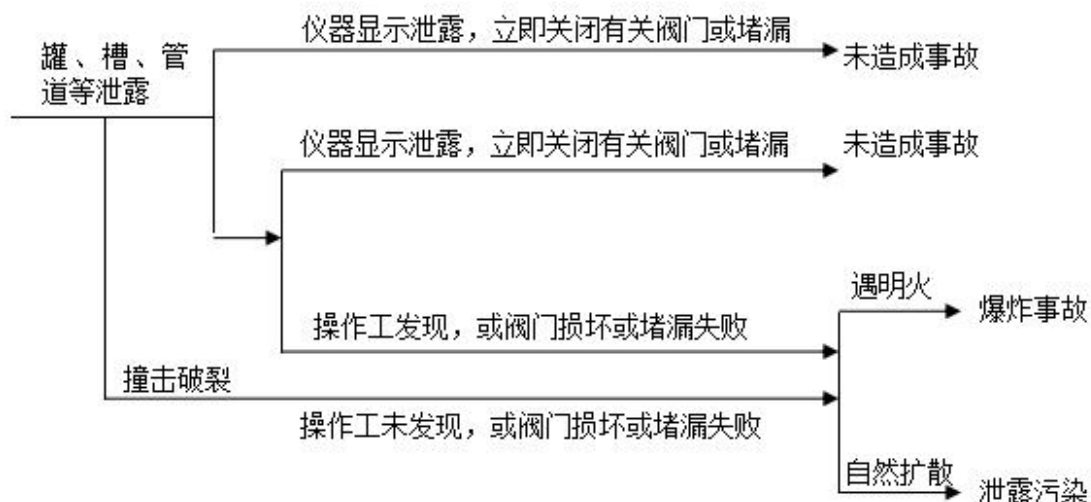 仪器显示泄露，立即关闭有关阀门或堵漏
罐、槽、管
道等泄露
未造成事故
仪器显示泄露，立即关闭有关阀门或堵漏
未造成事故
遇明火
爆炸事故
操作工发现，或阀门损坏或堵漏失败
撞击破裂
操作工未发现，或阀门损坏或堵漏失败
自然扩散
泄露污染